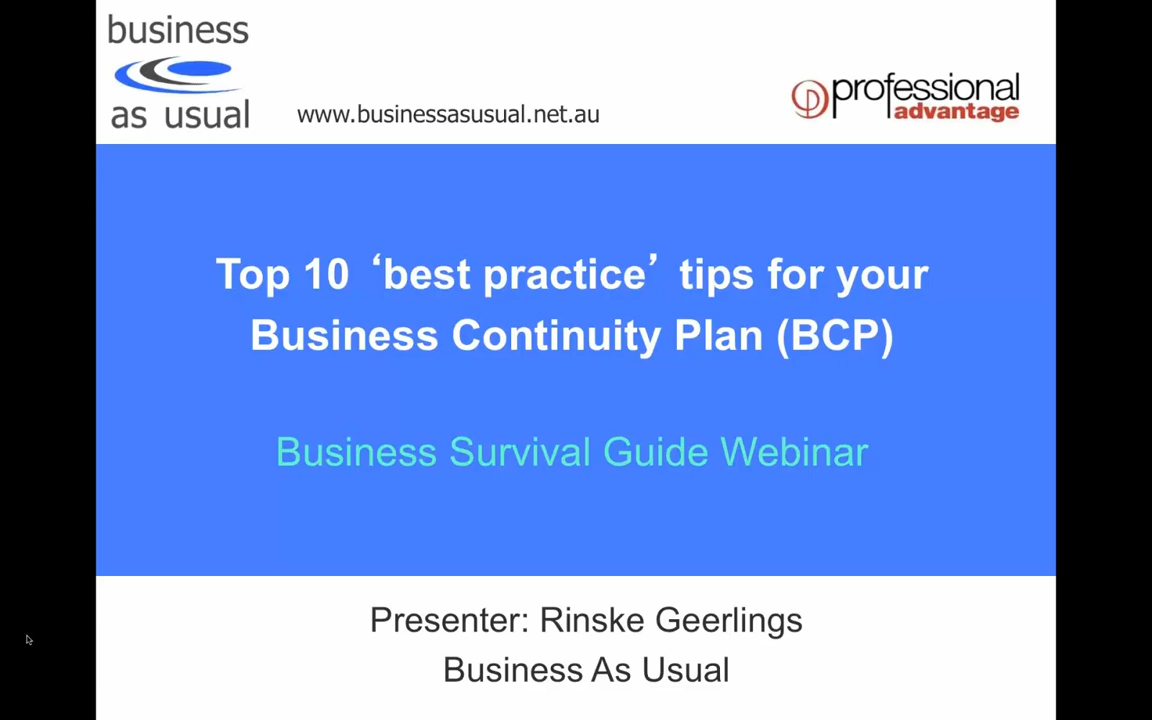 business
as usual
www.businessasusual.net.au
professional
advantage
Top 10 ‘best practice’ tips for your
Business Continuity Plan (BCP)
Business Survival Guide Webinar
Presenter: Rinske Geerlings
Business As Usual